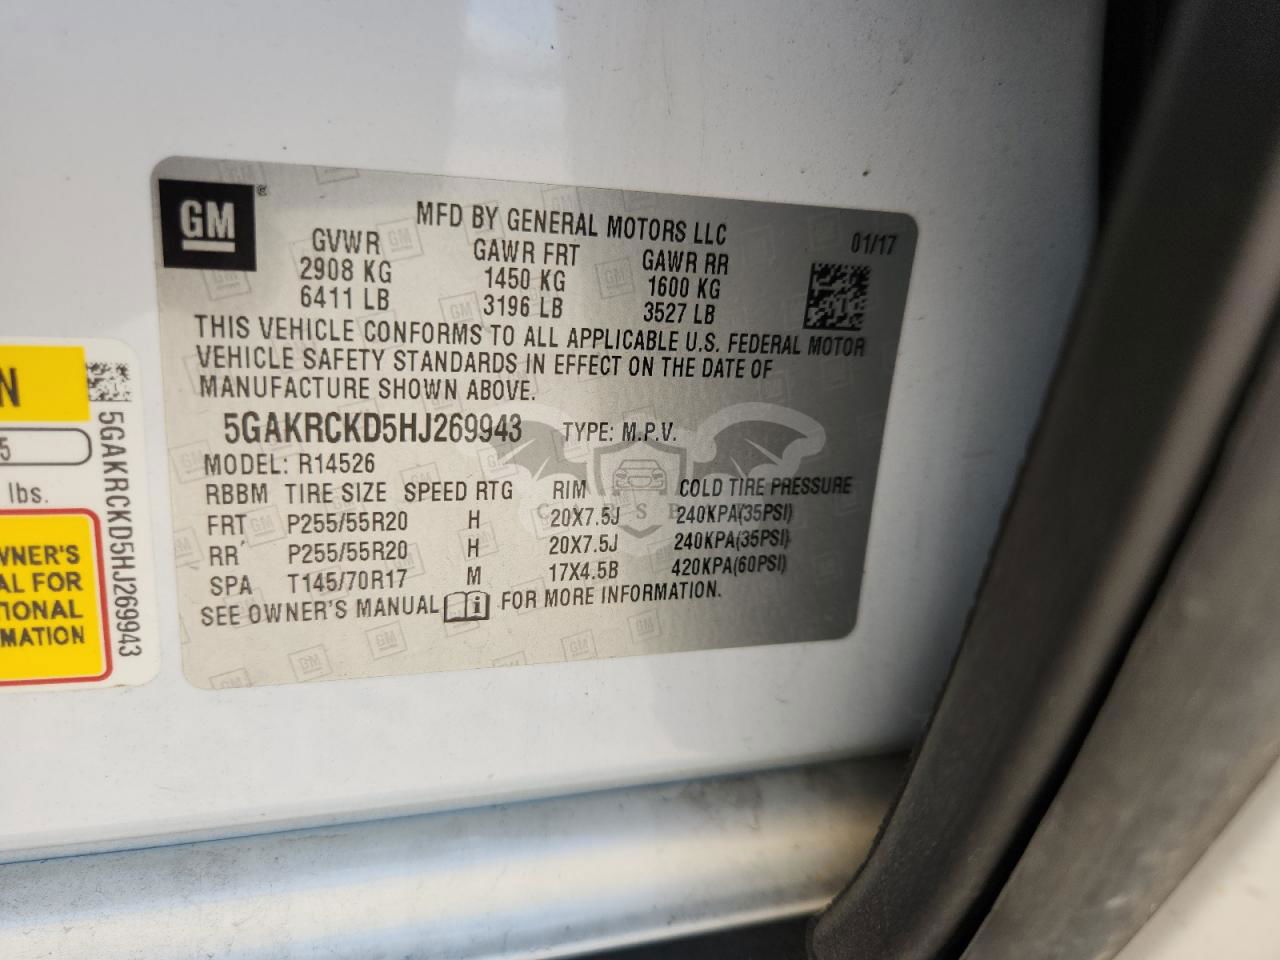 GM®
MFD BY GENERAL MOTORS LLC
01/17
GVWR GAWR FRT GAWR RR
2908 KG 1450 KG 1600 KG
6411 LB 3196 LB 3527 LB
THIS VEHICLE CONFORMS TO ALL APPLICABLE U.S. FEDERAL MOTOR
VEHICLE SAFETY STANDARDS IN EFFECT ON THE DATE OF
MANUFACTURE SHOWN ABOVE.
5GAKRCKD5HJ269943 TYPE: M.P.V.
MODEL: R14526
RBBM TIRE SIZE SPEED RTG RIM COLD TIRE PRESSURE
FRT P255/55R20 H 20X7.5J 240KPA(35PSI)
RR P255/55R20 H 20X7.5J 240KPA(35PSI)
SPA T145/70R17 M 17X4.5B 420KPA(60PSI)
SEE OWNER'S MANUAL i FOR MORE INFORMATION.
N
5
lbs.
WNER'S
AL FOR
TIONAL
RMATION
5GAKRCKD5HJ269943